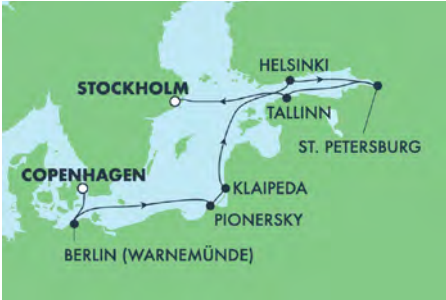 HELSINKI
STOCKHOLM
TALLINN
ST. PETERSBURG
COPENHAGEN
KLAIPEDA
PIONERSKY
BERLIN (WARNEMÜNDE)